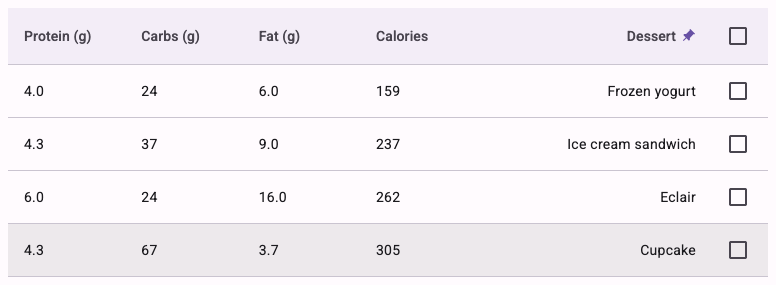 Protein (g) Carbs (g) Fat (g) Calories Dessert
4.0 24 6.0 159 Frozen yogurt
4.3 37 9.0 237 Ice cream sandwich
6.0 24 16.0 262 Eclair
4.3 67 3.7 305 Cupcake